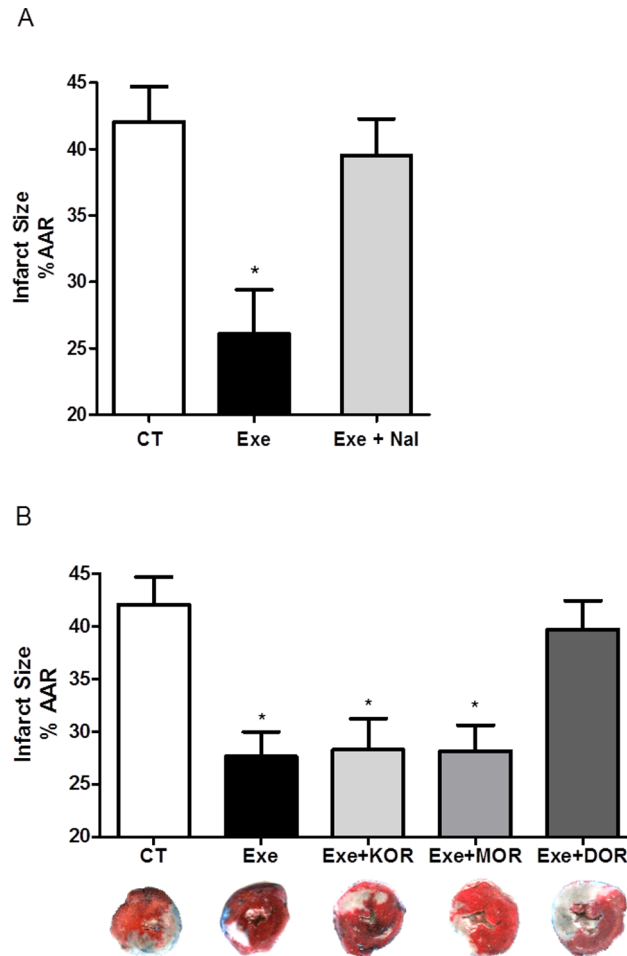 A
45
40
35
30
25
20
Infarct Size
% AAR
*
CT
Exe
Exe + Nal
B
45
40
35
30
25
20
Infarct Size
% AAR
*
*
*
CT
Exe
Exe+KOR
Exe+MOR
Exe+DOR